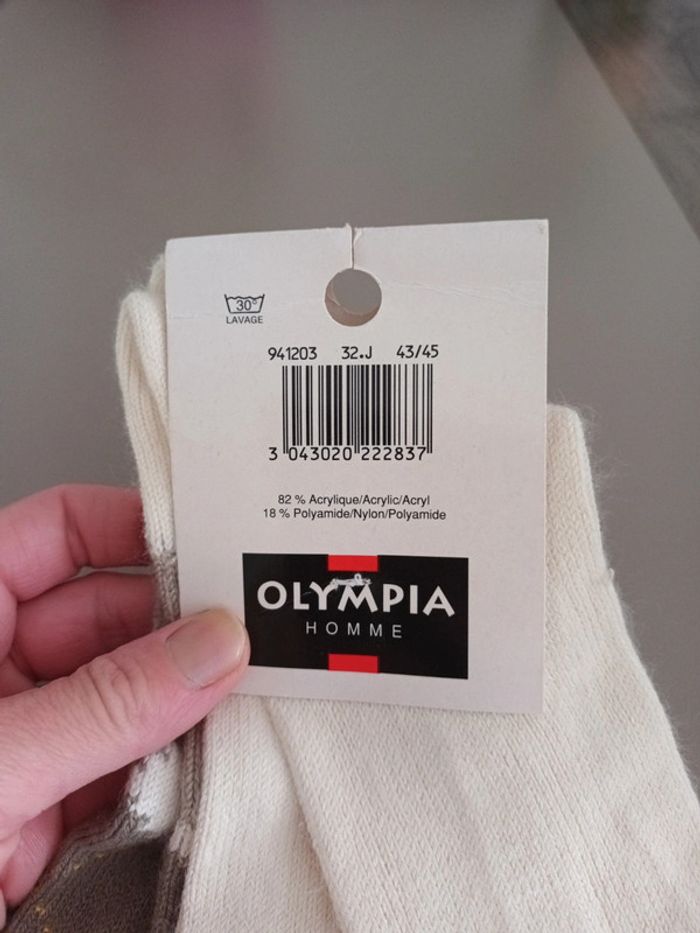 30°
LAVAGE
941203 32.J 43/45
3 043020 222837
82 % Acrylique/Acrylic/Acryl
18 % Polyamide/Nylon/Polyamide
OLYMPIA
HOMME